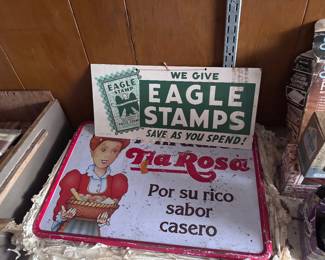 WE GIVE
EAGLE
STAMP
EAGLE
STAMPS
SAVE AS YOU SPEND!
Tia Rosa
Por su rico
sabor
casero